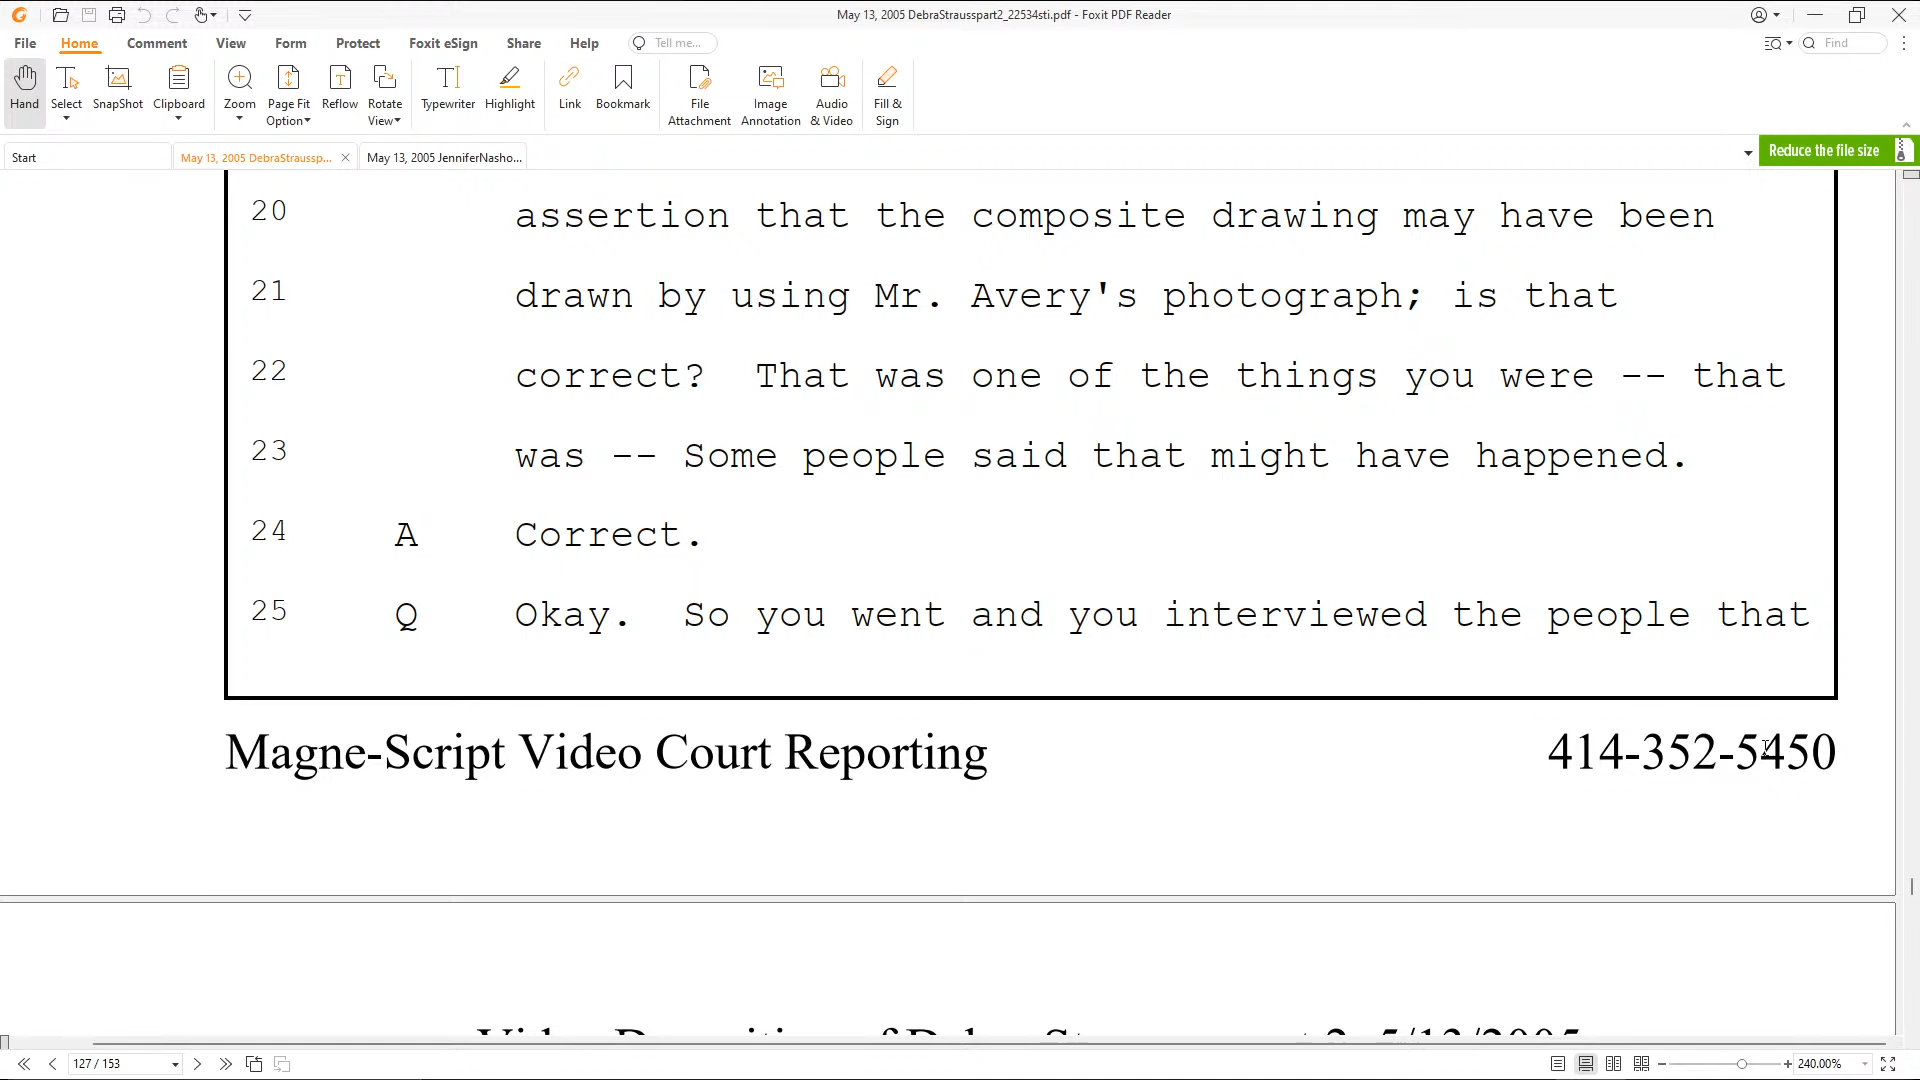 May 13, 2005 DebraStrausspart2_22534sti.pdf - Foxit PDF Reader
File Home Comment View Form Protect Foxit eSign Share Help Tell me... Find
Hand Select SnapShot Clipboard Zoom Page Fit Option Reflow Rotate View Typewriter Highlight Link Bookmark File Attachment Image Annotation Audio & Video Fill & Sign
Start May 13, 2005 DebraStraussp... May 13, 2005 JenniferNasho... Reduce the file size
20 assertion that the composite drawing may have been
21 drawn by using Mr. Avery's photograph; is that
22 correct? That was one of the things you were -- that
23 was -- Some people said that might have happened.
24 A Correct.
25 Q Okay. So you went and you interviewed the people that
Magne-Script Video Court Reporting 414-352-5450
127 / 153 240.00%